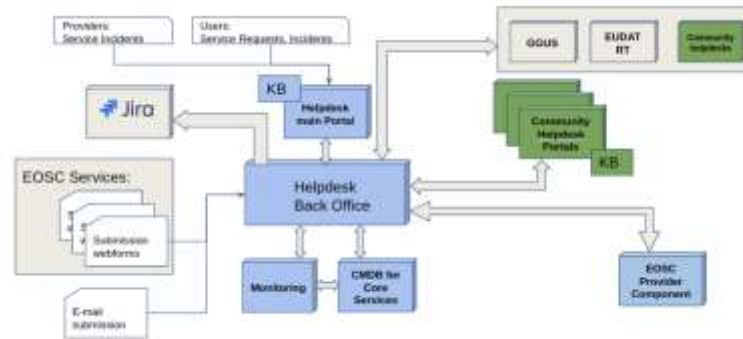 Providers:
Service Incidents
Users:
Service Requests, Incidents
GGUS
EUDAT
RT
Community
helpdesks
KB
Helpdesk
main Portal
Jira
Community
Helpdesk
Portals
KB
EOSC Services:
Submission
webforms
Helpdesk
Back Office
Monitoring
CMDB for
Core
Services
EOSC
Provider
Component
E-mail
submission